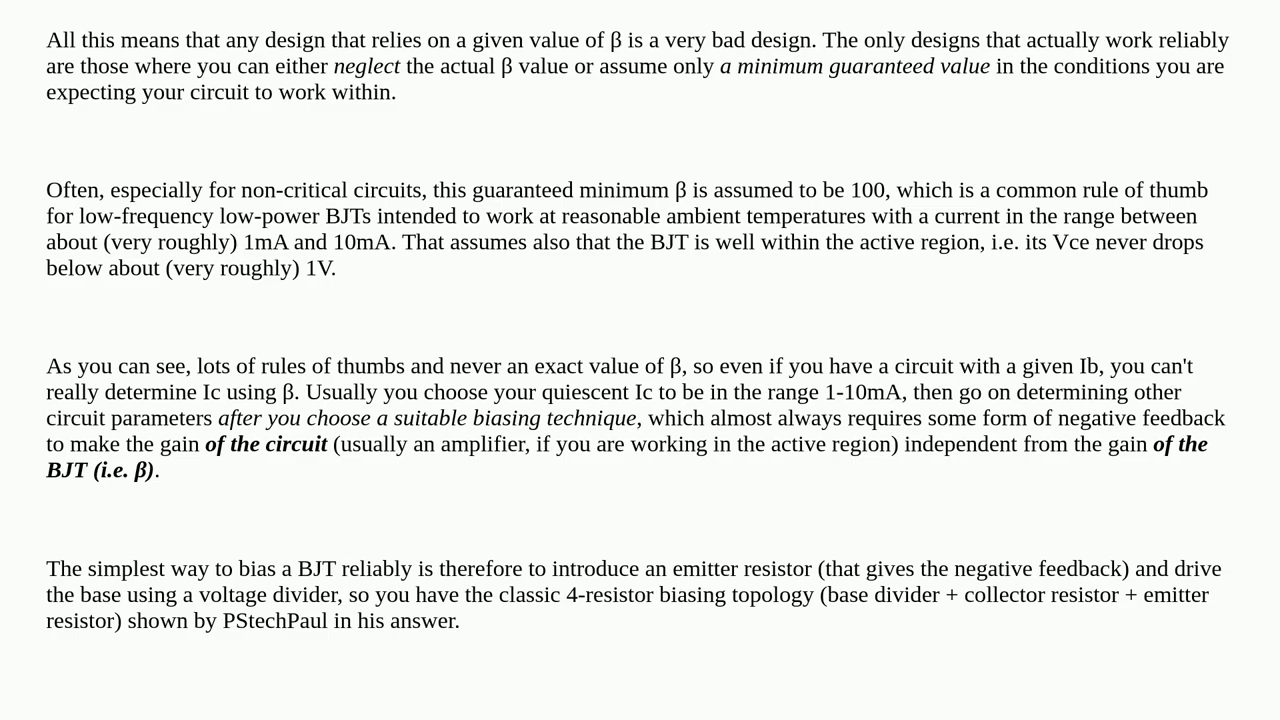 All this means that any design that relies on a given value of β is a very bad design. The only designs that actually work reliably
are those where you can either neglect the actual β value or assume only a minimum guaranteed value in the conditions you are
expecting your circuit to work within.
Often, especially for non-critical circuits, this guaranteed minimum β is assumed to be 100, which is a common rule of thumb
for low-frequency low-power BJTs intended to work at reasonable ambient temperatures with a current in the range between
about (very roughly) 1mA and 10mA. That assumes also that the BJT is well within the active region, i.e. its Vce never drops
below about (very roughly) 1V.
As you can see, lots of rules of thumbs and never an exact value of β, so even if you have a circuit with a given Ib, you can't
really determine Ic using β. Usually you choose your quiescent Ic to be in the range 1-10mA, then go on determining other
circuit parameters after you choose a suitable biasing technique, which almost always requires some form of negative feedback
to make the gain of the circuit (usually an amplifier, if you are working in the active region) independent from the gain of the
BJT (i.e. β).
The simplest way to bias a BJT reliably is therefore to introduce an emitter resistor (that gives the negative feedback) and drive
the base using a voltage divider, so you have the classic 4-resistor biasing topology (base divider + collector resistor + emitter
resistor) shown by PStechPaul in his answer.